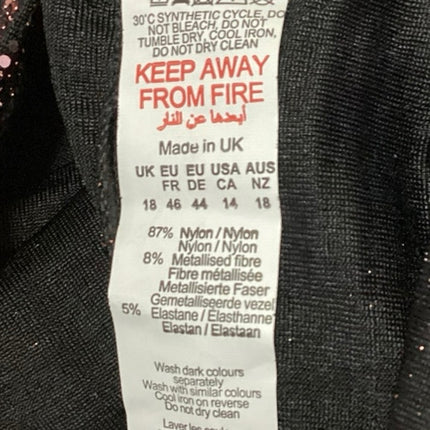 30°C SYNTHETIC CYCLE, DO
NOT BLEACH, DO NOT
TUMBLE DRY, COOL IRON,
DO NOT DRY CLEAN
KEEP AWAY
FROM FIRE
أبعدها عن النار
Made in UK
UK EU EU USA AUS
FR DE CA NZ
18 46 44 14 18
87% Nylon / Nylon
Nylon / Nylon
8% Metallised fibre
Fibre métallisée
Metallisierte Faser
Gemetalliseerde vezel
5% Elastane / Élasthanne
Elastan / Elastaan
Wash dark colours
separately
Wash with similar colours
Cool iron on reverse
Do not dry clean
Laver les